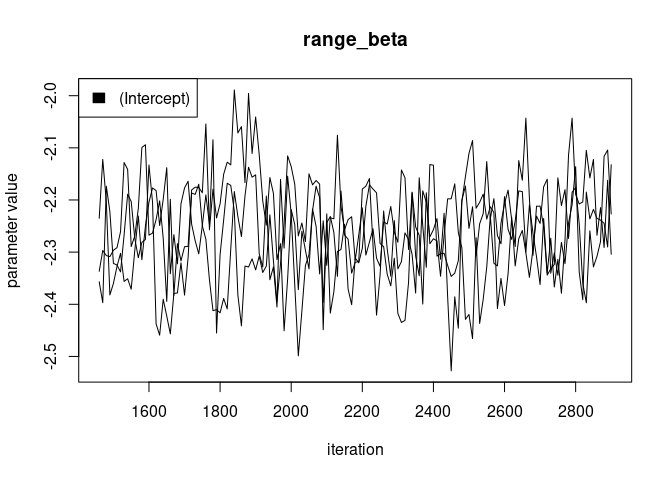 range_beta
(Intercept)
parameter value
-2.0
-2.1
-2.2
-2.3
-2.4
-2.5
1600 1800 2000 2200 2400 2600 2800
iteration